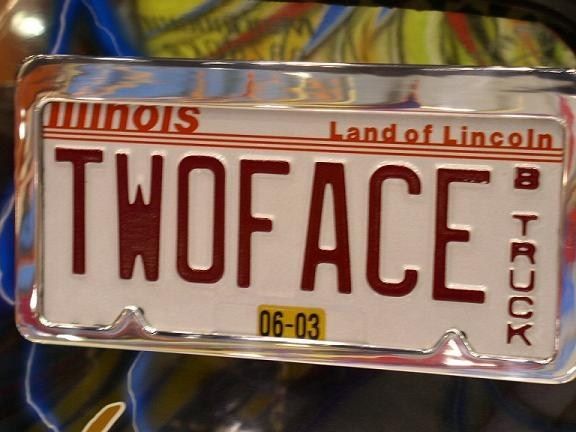 Illinois
Land of Lincoln
TWOFACE
B TRUCK
06-03